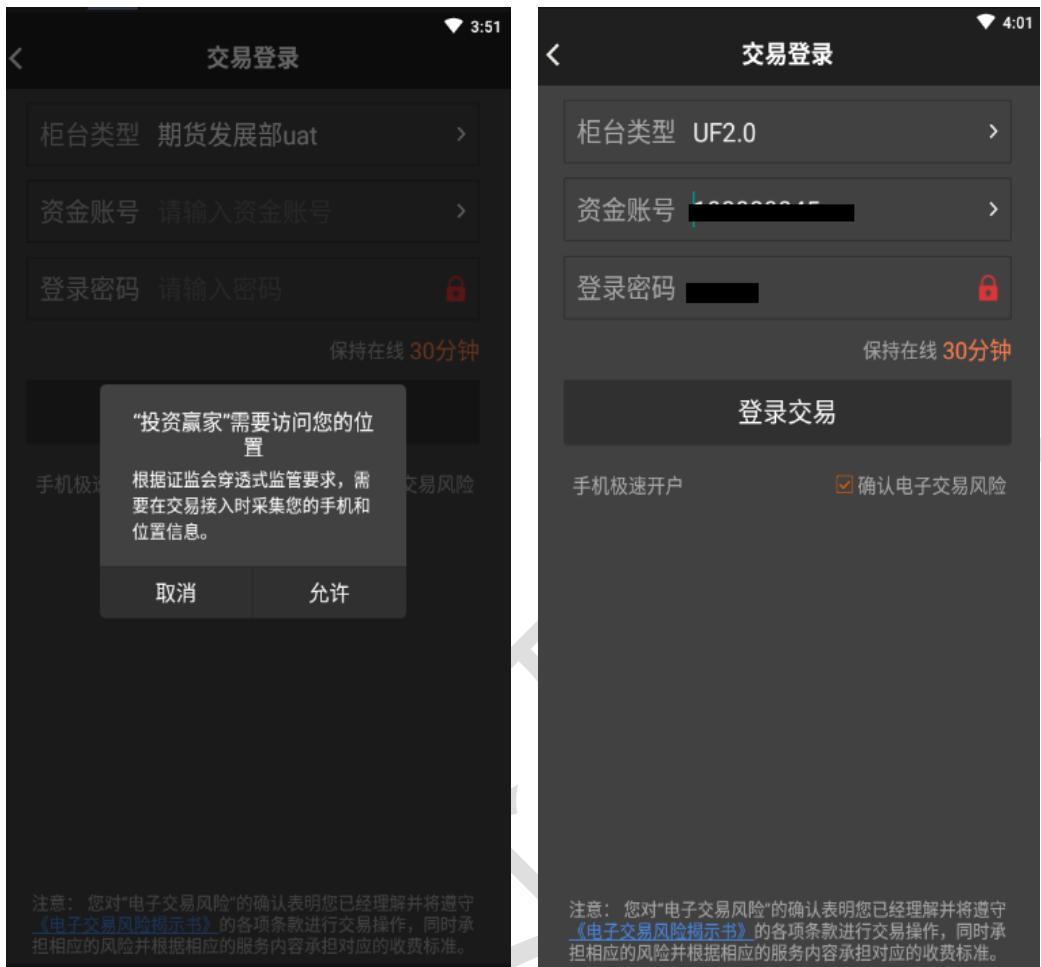 3:51
交易登录
柜台类型 期货发展部uat
资金账号 请输入资金账号
登录密码 请输入密码
保持在线 30分钟
“投资赢家”需要访问您的位
置
根据证监会穿透式监管要求，需
要在交易接入时采集您的手机和
位置信息。
手机极速
交易风险
取消 允许
注意： 您对“电子交易风险”的确认表明您已经理解并将遵守
《电子交易风险揭示书》的各项条款进行交易操作，同时承
担相应的风险并根据相应的服务内容承担对应的收费标准。
4:01
交易登录
柜台类型 UF2.0
资金账号
登录密码
保持在线 30分钟
登录交易
手机极速开户 确认电子交易风险
注意： 您对“电子交易风险”的确认表明您已经理解并将遵守
《电子交易风险揭示书》的各项条款进行交易操作，同时承
担相应的风险并根据相应的服务内容承担对应的收费标准。